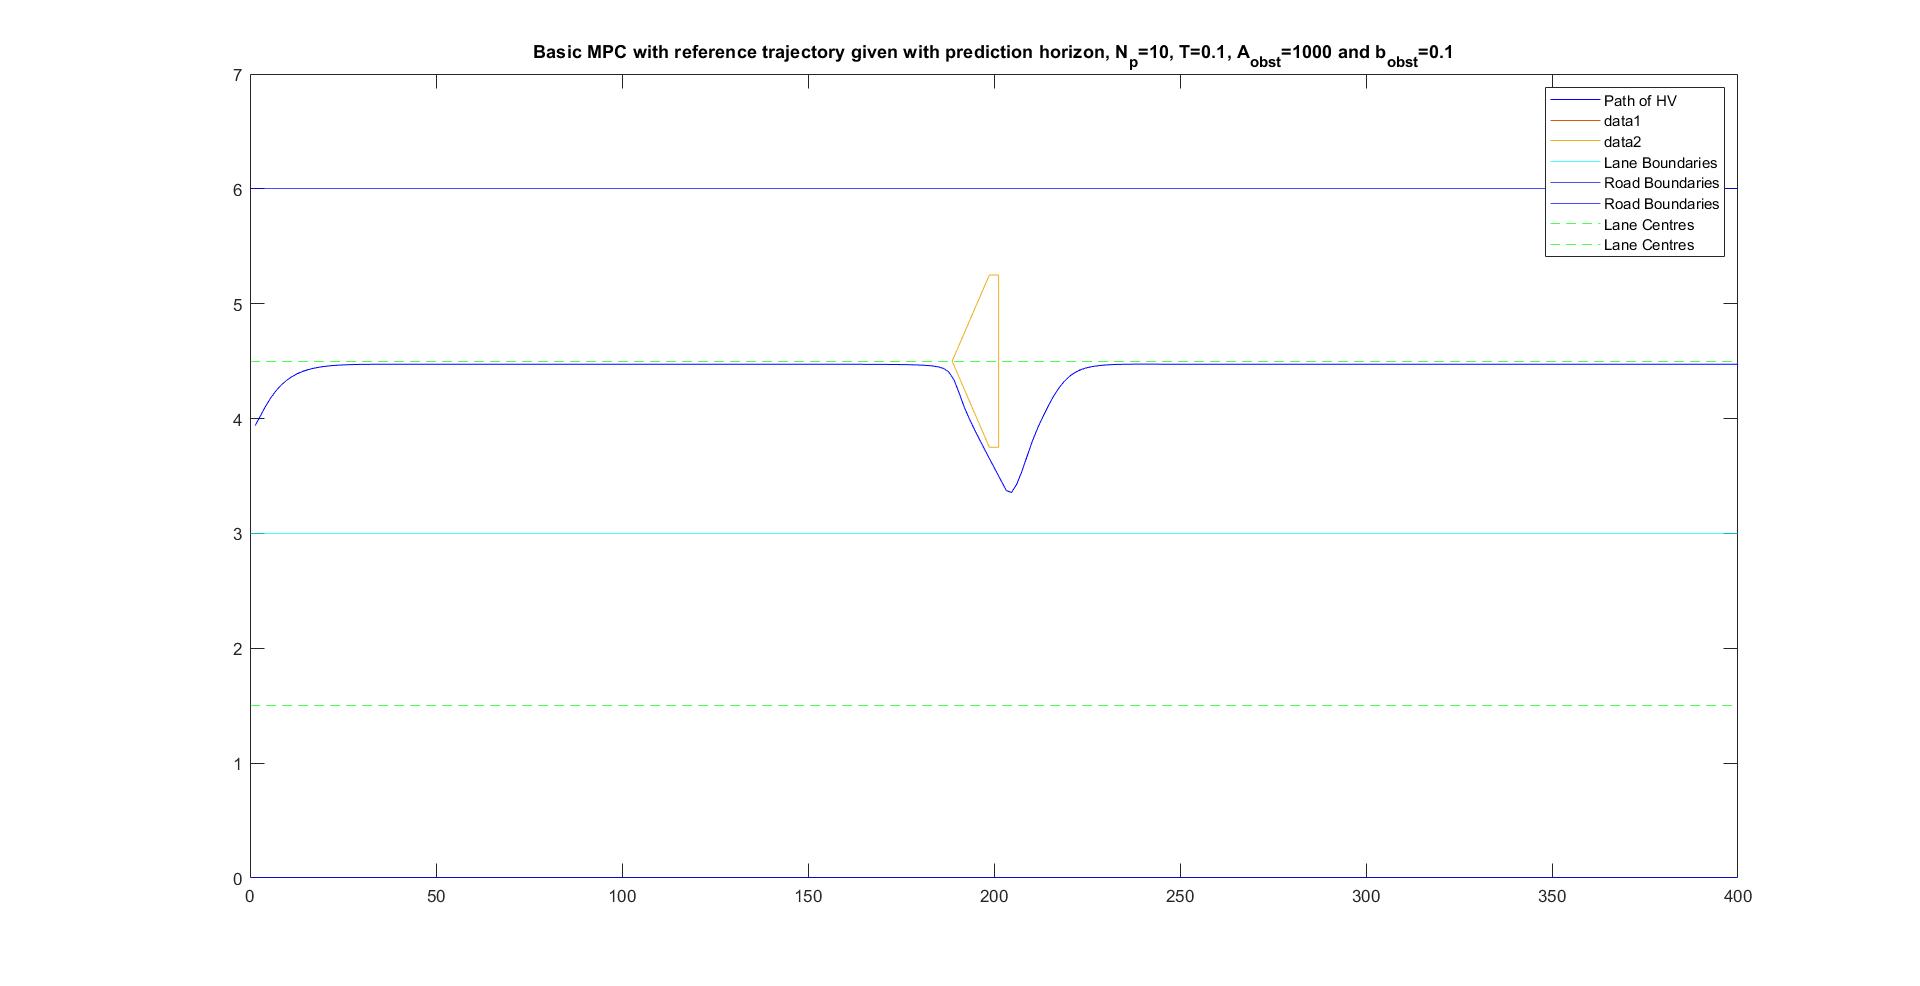 Basic MPC with reference trajectory given with prediction horizon, N_p=10, T=0.1, A_obst=1000 and b_obst=0.1
7
6
5
4
3
2
1
0
Path of HV
data1
data2
Lane Boundaries
Road Boundaries
Road Boundaries
Lane Centres
Lane Centres
0 50 100 150 200 250 300 350 400